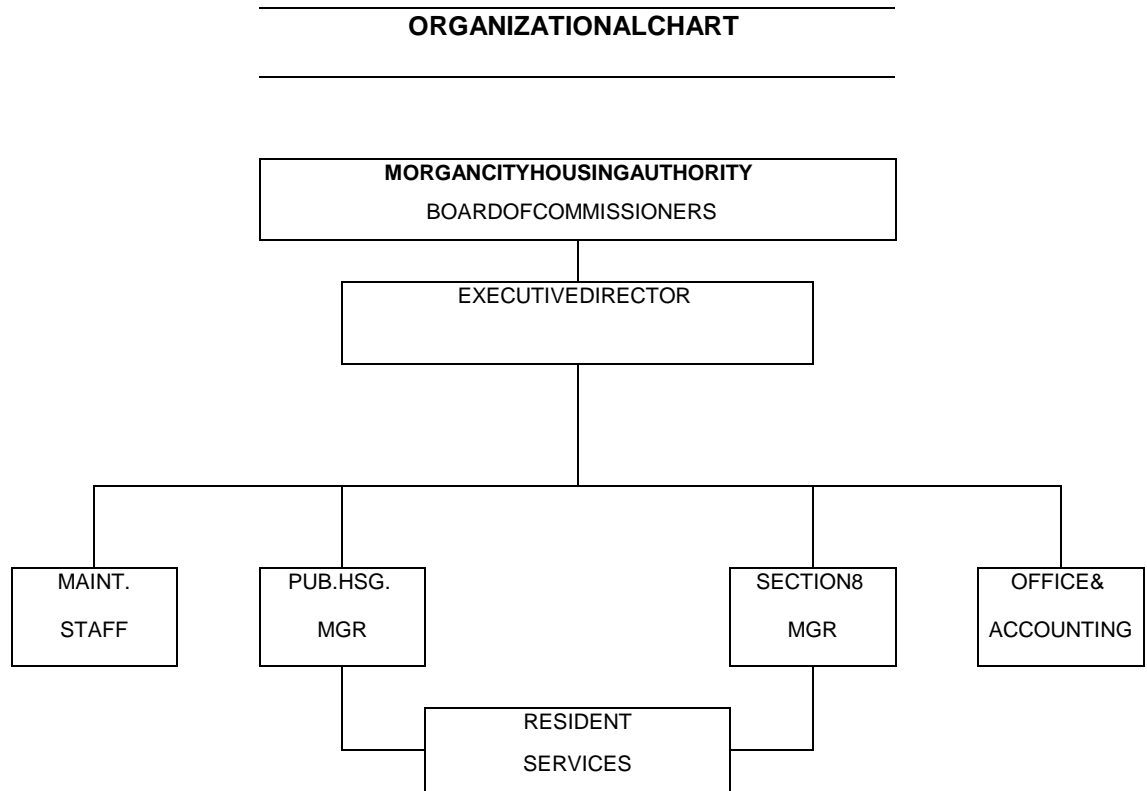 ORGANIZATIONALCHART
MORGANCITYHOUSINGAUTHORITY
BOARDOFCOMMISSIONERS
EXECUTIVEDIRECTOR
MAINT.
STAFF
PUB.HSG.
MGR
SECTION8
MGR
OFFICE&
ACCOUNTING
RESIDENT
SERVICES